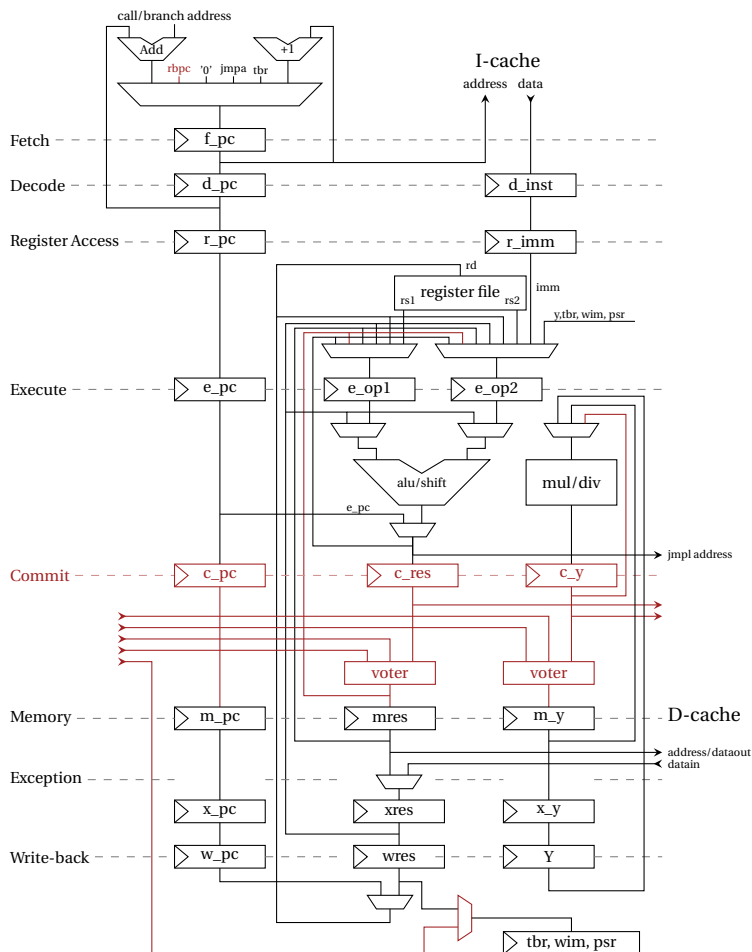 call/branch address
Add
+1
I-cache
rbpc
'0'
jmpa
tbr
address
data
Fetch
f_pc
Decode
d_pc
d_inst
Register Access
r_pc
r_imm
rd
register file
rs1
rs2
imm
y,tbr, wim, psr
Execute
e_pc
e_op1
e_op2
alu/shift
mul/div
e_pc
jmpl address
Commit
c_pc
c_res
c_y
voter
voter
Memory
m_pc
mres
m_y
D-cache
address/dataout
datain
Exception
x_pc
xres
x_y
Write-back
w_pc
wres
Y
tbr, wim, psr